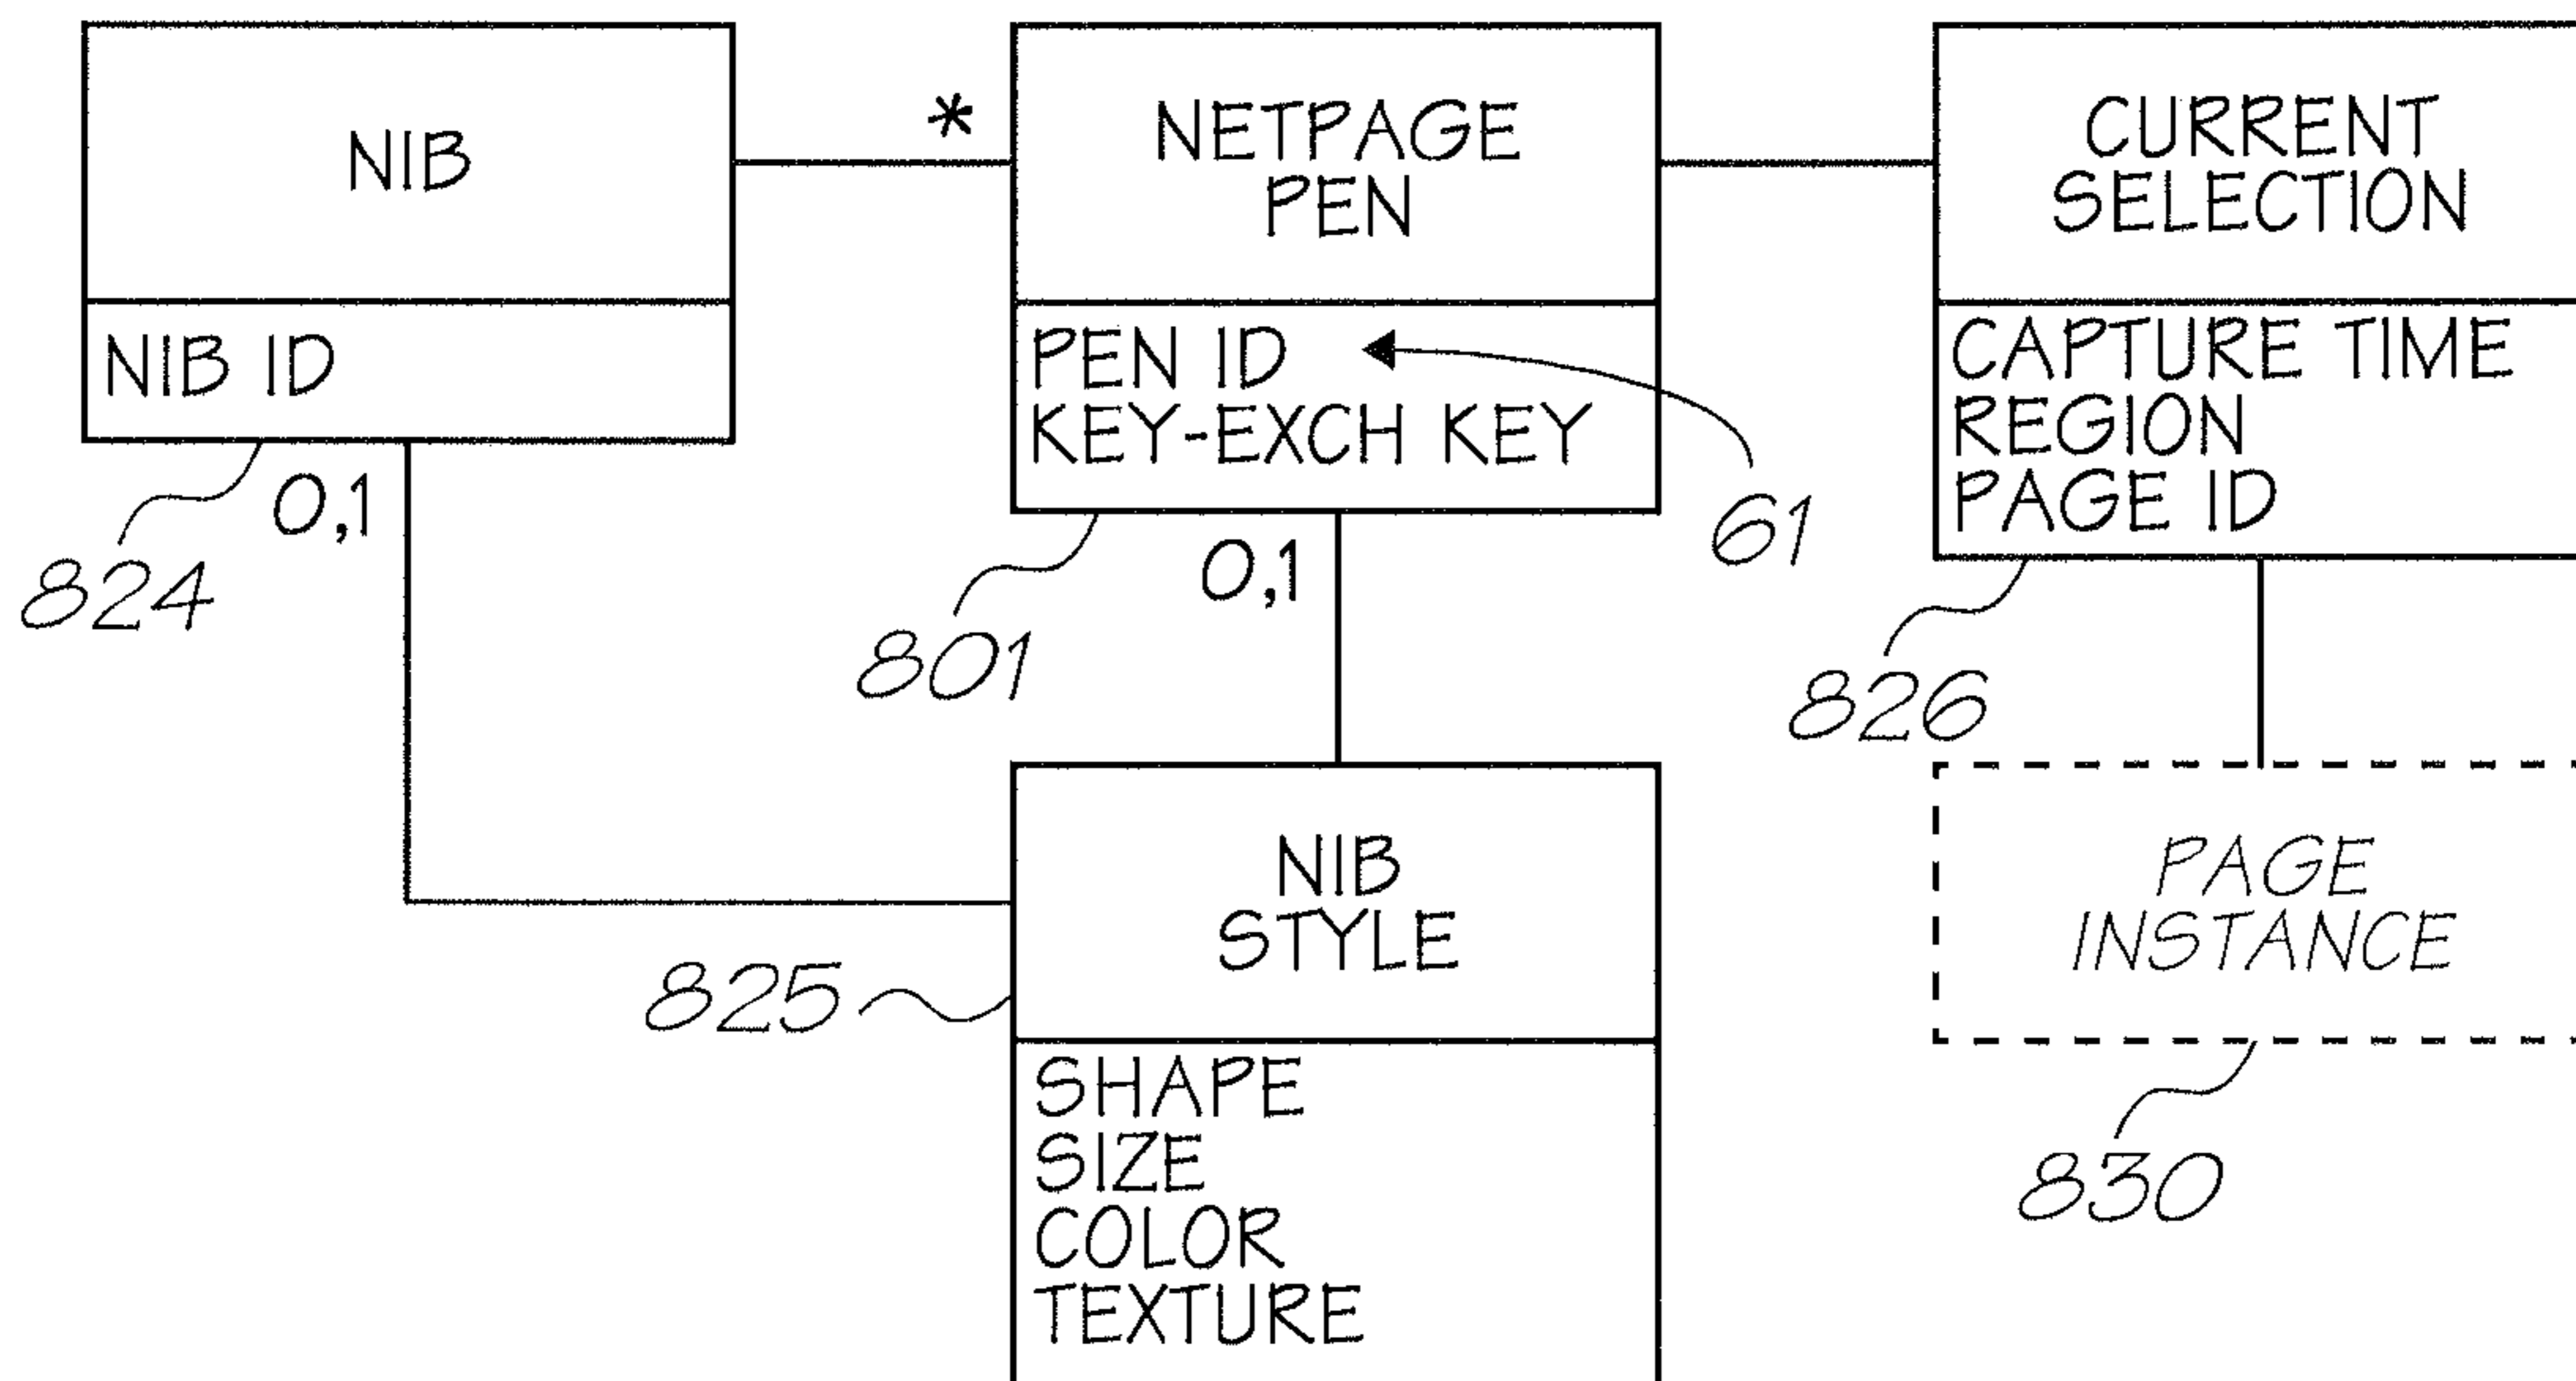 NIB
NIB ID
824
0,1
*
NETPAGE
PEN
PEN ID
KEY-EXCH KEY
61
801
0,1
CURRENT
SELECTION
CAPTURE TIME
REGION
PAGE ID
826
NIB
STYLE
825
SHAPE
SIZE
COLOR
TEXTURE
PAGE
INSTANCE
830